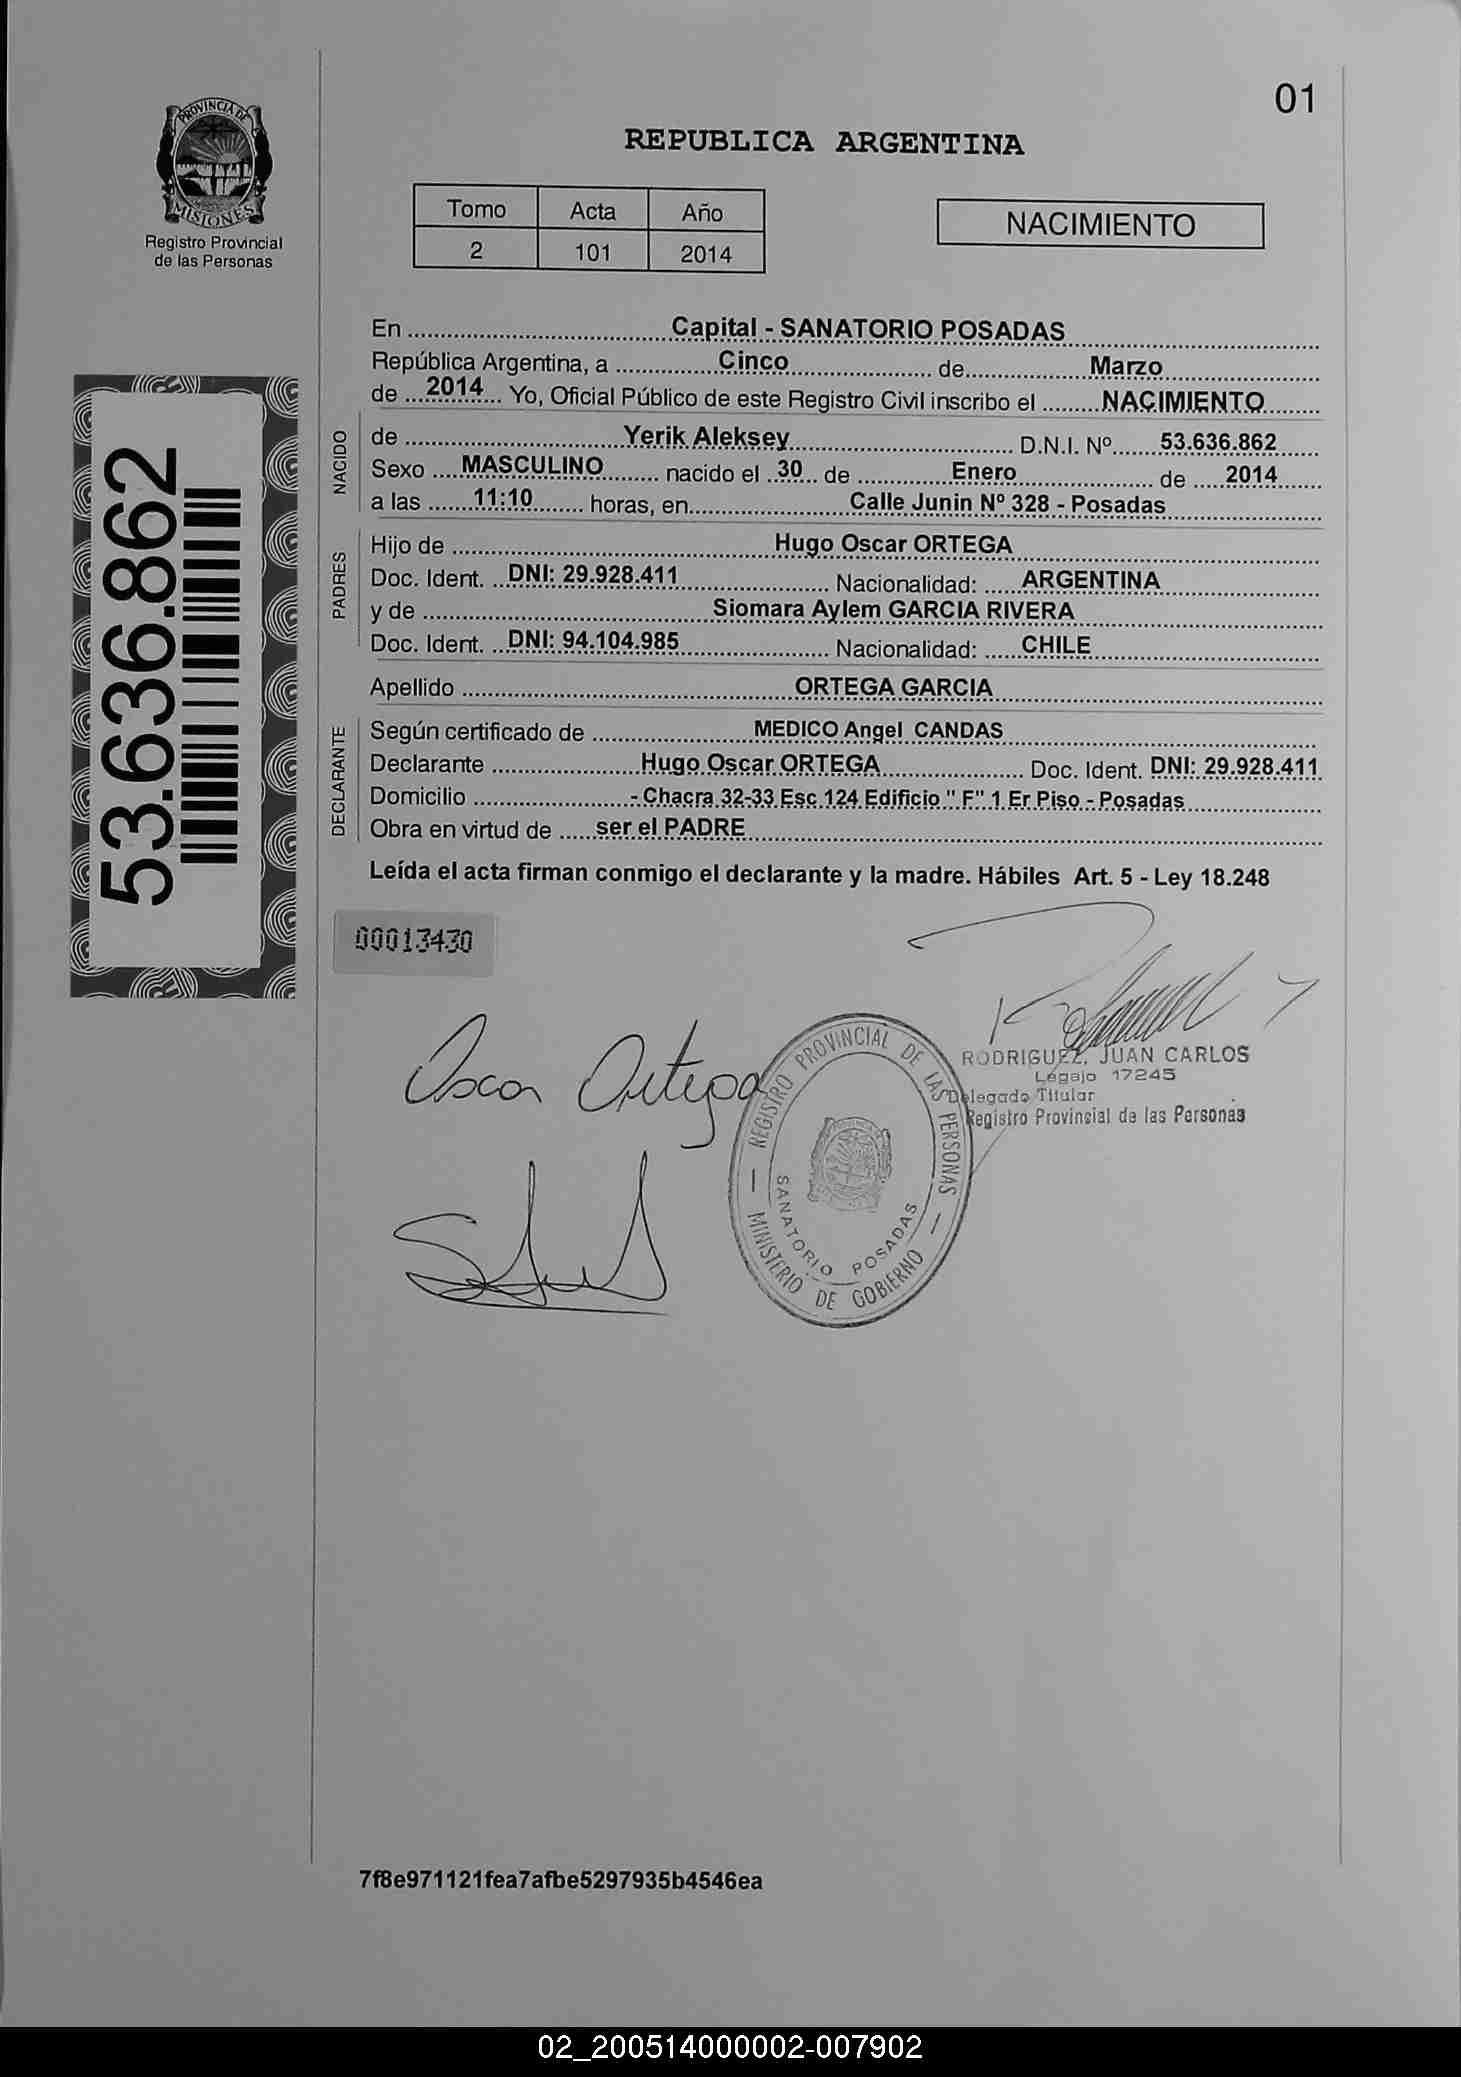 01
PROVINCIA DE
MISIONES
Registro Provincial
de las Personas
REPUBLICA ARGENTINA
Tomo Acta Año
2 101 2014
NACIMIENTO
En Capital - SANATORIO POSADAS
República Argentina, a Cinco de Marzo
de 2014 Yo, Oficial Público de este Registro Civil inscribo el NACIMIENTO
NACIDO
de Yerik Aleksey D.N.I. Nº 53.636.862
Sexo MASCULINO nacido el 30 de Enero de 2014
a las 11:10 horas, en Calle Junin Nº 328 - Posadas
PADRES
Hijo de Hugo Oscar ORTEGA
Doc. Ident. DNI: 29.928.411 Nacionalidad: ARGENTINA
y de Siomara Aylem GARCIA RIVERA
Doc. Ident. DNI: 94.104.985 Nacionalidad: CHILE
Apellido ORTEGA GARCIA
DECLARANTE
Según certificado de MEDICO Angel CANDAS
Declarante Hugo Oscar ORTEGA Doc. Ident. DNI: 29.928.411
Domicilio - Chacra 32-33 Esc 124 Edificio " F" 1 Er Piso - Posadas
Obra en virtud de ser el PADRE
Leída el acta firman conmigo el declarante y la madre. Hábiles Art. 5 - Ley 18.248
53.636.862
00013430
Oscar Ortega
RODRIGUEZ, JUAN CARLOS
Legajo 17245
Delegado Titular
Registro Provincial de las Personas
REGISTRO PROVINCIAL DE LAS PERSONAS
SANATORIO POSADAS
MINISTERIO DE GOBIERNO
7f8e971121fea7afbe5297935b4546ea
02_200514000002-007902